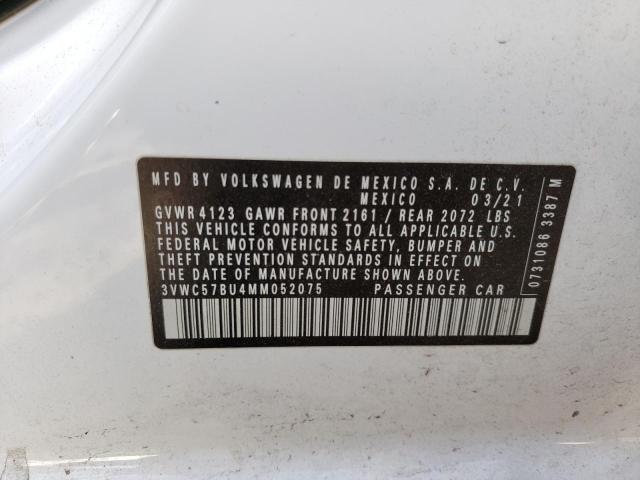 MFD BY VOLKSWAGEN DE MEXICO S.A. DE C.V.
MEXICO 03/21
GVWR 4123 GAWR FRONT 2161 / REAR 2072 LBS
THIS VEHICLE CONFORMS TO ALL APPLICABLE U.S.
FEDERAL MOTOR VEHICLE SAFETY, BUMPER AND
THEFT PREVENTION STANDARDS IN EFFECT ON
THE DATE OF MANUFACTURE SHOWN ABOVE.
3VWC57BU4MM052075 PASSENGER CAR
0731086 3387 M